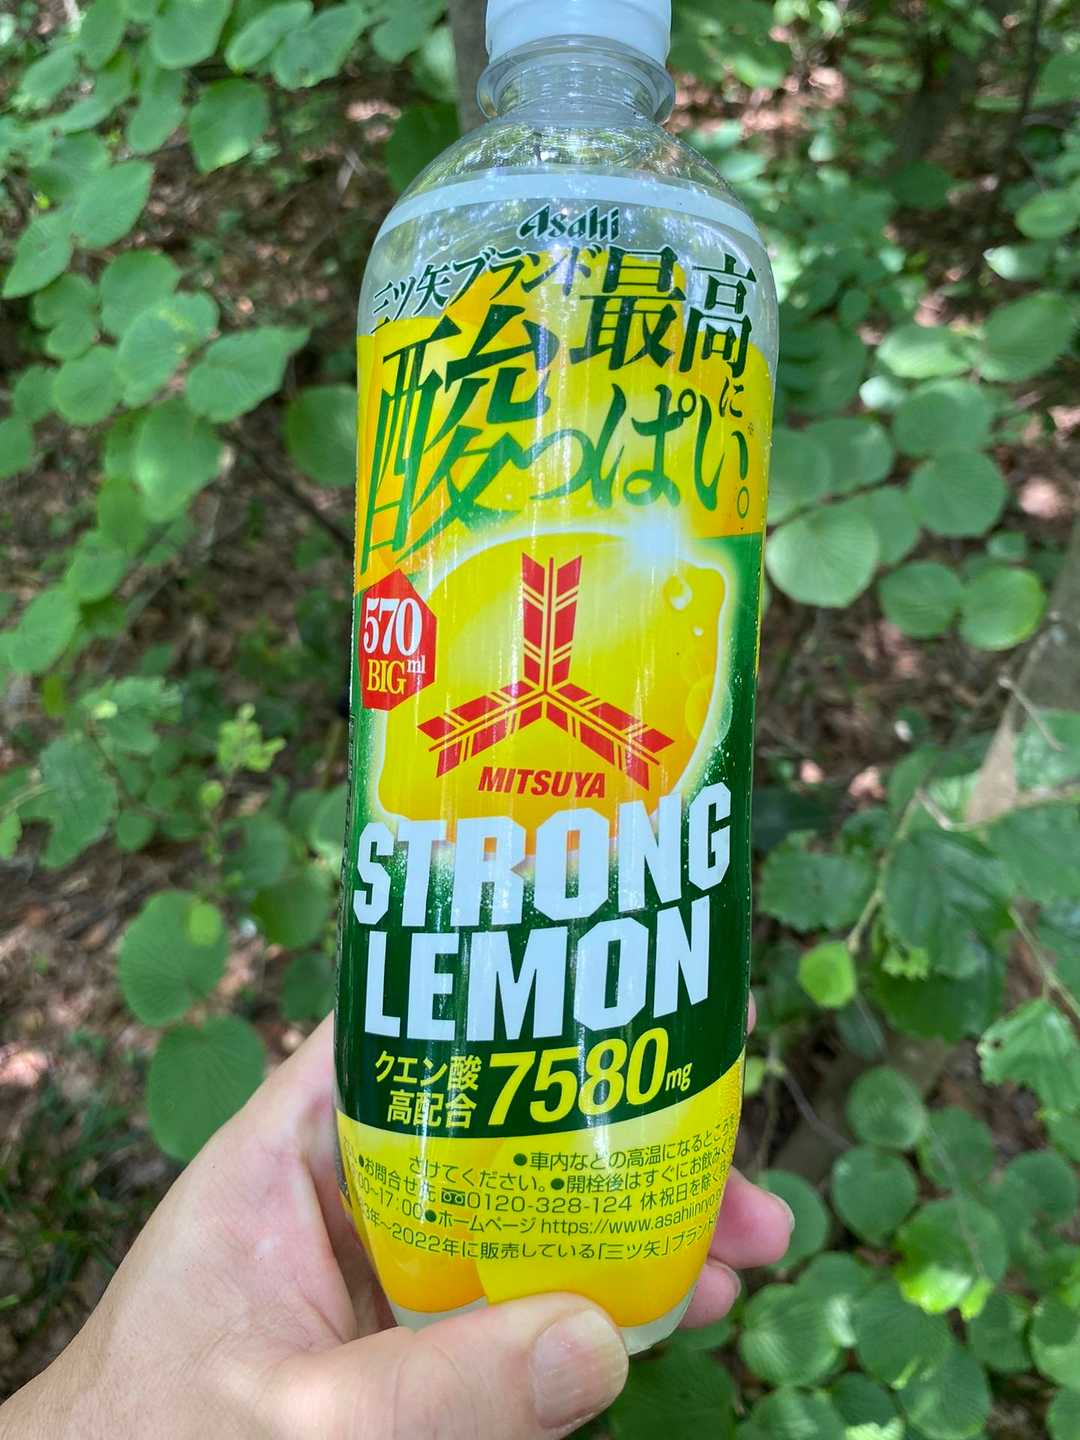 Asahi
三ツ矢ブランド最高に
酸っぱい。
570ml
BIG
MITSUYA
STRONG
LEMON
クエン酸
高配合
7580mg
●車内などの高温になるところを
さけてください。●開栓後はすぐにお飲みく
●お問合せ先 0120-328-124 休祝日を除く
00~17:00●ホームページ https://www.asahiinryo.
3年~2022年に販売している「三ツ矢」ブランド